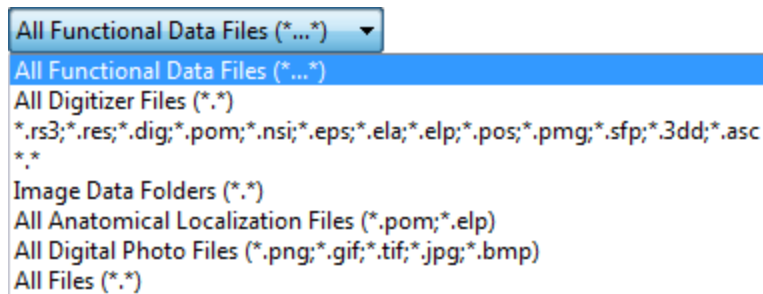 All Functional Data Files (*...*)
All Functional Data Files (*...*)
All Digitizer Files (*.*)
*.rs3;*.res;*.dig;*.pom;*.nsi;*.eps;*.ela;*.elp;*.pos;*.pmg;*.sfp;*.3dd;*.asc
*.*
Image Data Folders (*.*)
All Anatomical Localization Files (*.pom;*.elp)
All Digital Photo Files (*.png;*.gif;*.tif;*.jpg;*.bmp)
All Files (*.*)